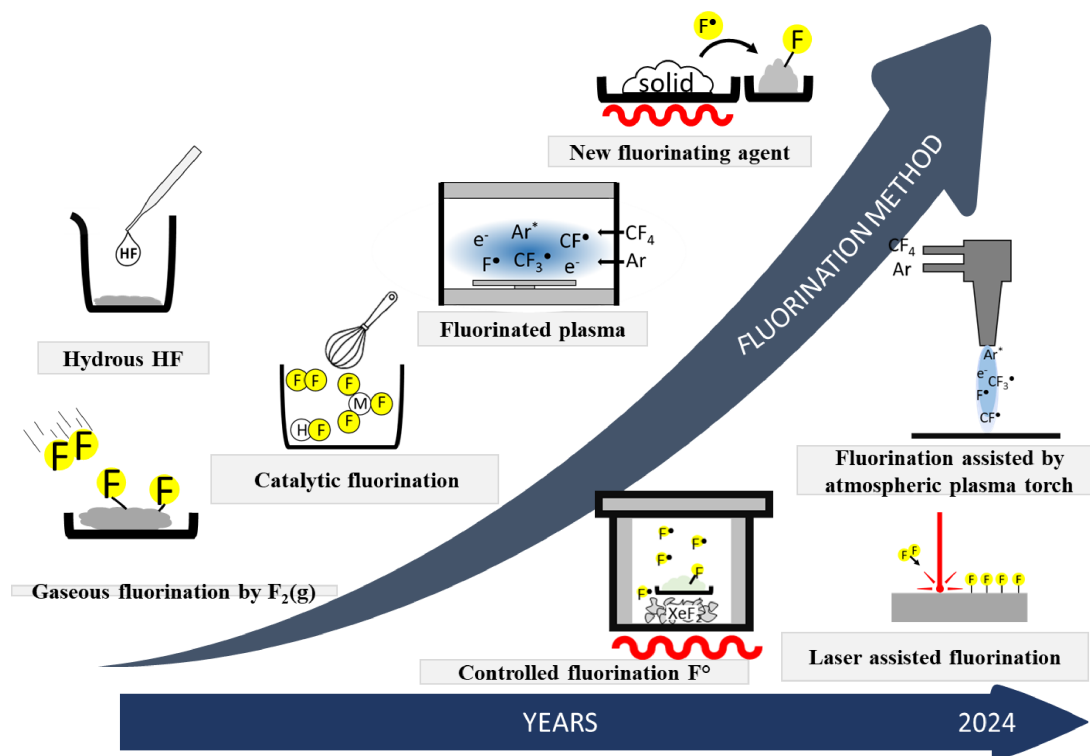 F•
F
solid
New fluorinating agent
FLUORINATION METHOD
HF
Hydrous HF
e⁻ Ar* CF•
F• CF₃• e⁻
CF₄
Ar
Fluorinated plasma
F F F
M F
H F F
Catalytic fluorination
F F
F F
Gaseous fluorination by F₂(g)
CF₄
Ar
Ar*
e⁻ CF₃•
F•
CF•
Fluorination assisted by
atmospheric plasma torch
F• F•
F•
F
F•
XeF₂
Controlled fluorination F°
F F
F F F F
Laser assisted fluorination
YEARS 2024